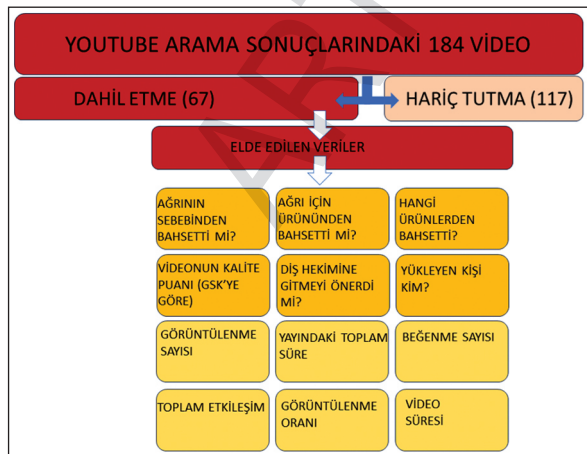 YOUTUBE ARAMA SONUÇLARINDAKİ 184 VİDEO
DAHİL ETME (67)
HARİÇ TUTMA (117)
ELDE EDİLEN VERİLER
AĞRININ
SEBEBİNDEN
BAHSETTİ Mİ?
AĞRI İÇİN
ÜRÜNÜNDEN
BAHSETTİ Mİ?
HANGİ
ÜRÜNLERDEN
BAHSETTİ?
VİDEONUN KALİTE
PUANI (GSK'YE
GÖRE)
DİŞ HEKİMİNE
GİTMEYİ ÖNERDİ
Mİ?
YÜKLEYEN KİŞİ
KİM?
GÖRÜNTÜLENME
SAYISI
YAYINDAKİ TOPLAM
SÜRE
BEĞENME SAYISI
TOPLAM ETKİLEŞİM
GÖRÜNTÜLENME
ORANI
VİDEO
SÜRESİ